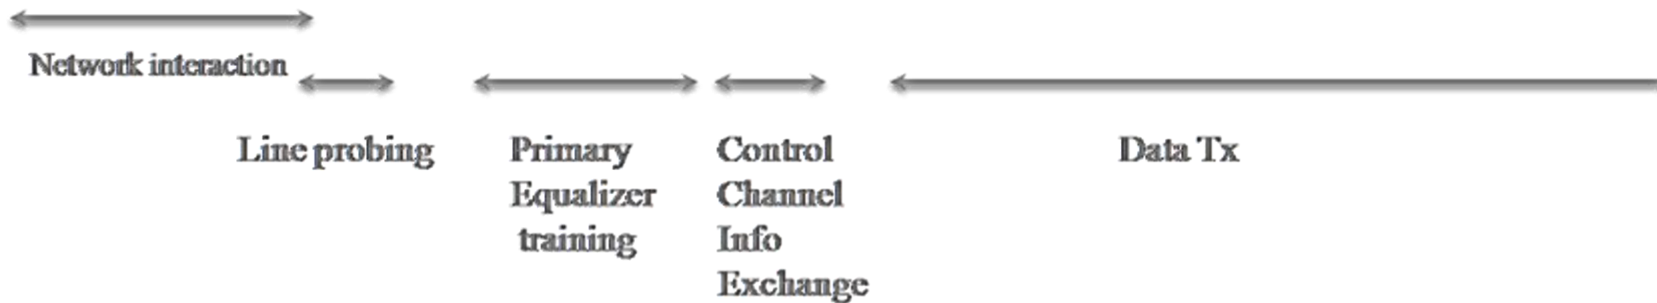 Network interaction
Line probing
Primary
Equalizer
training
Control
Channel
Info
Exchange
Data Tx